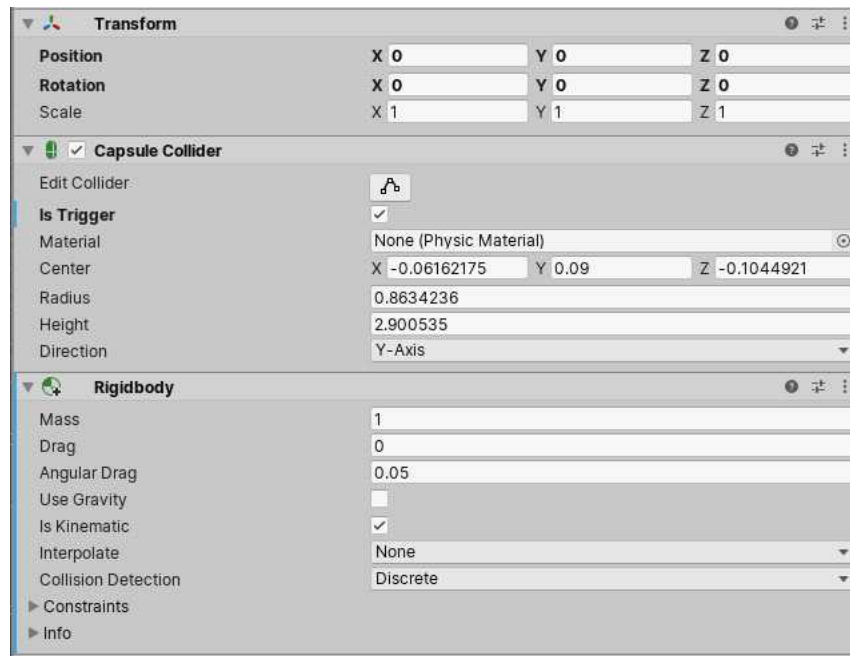 Transform
Position X 0 Y 0 Z 0
Rotation X 0 Y 0 Z 0
Scale X 1 Y 1 Z 1
Capsule Collider
Edit Collider
Is Trigger
Material None (Physic Material)
Center X -0.06162175 Y 0.09 Z -0.1044921
Radius 0.8634236
Height 2.900535
Direction Y-Axis
Rigidbody
Mass 1
Drag 0
Angular Drag 0.05
Use Gravity
Is Kinematic
Interpolate None
Collision Detection Discrete
Constraints
Info